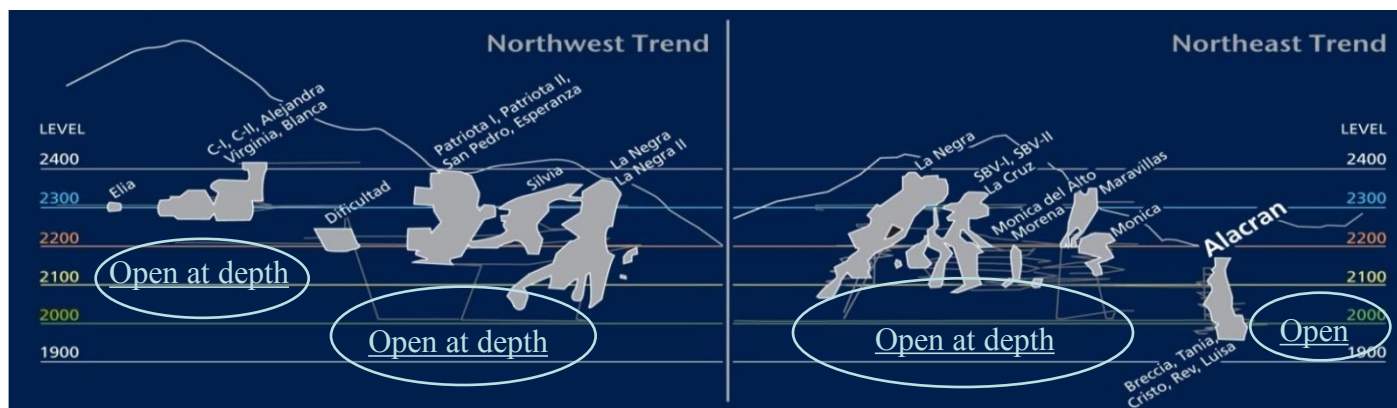 Northwest Trend
LEVEL
2400
2300
2200
2100
2000
1900
Elia
C-I, C-II, Alejandra
Virginia, Blanca
Dificultad
Patriota I, Patriota II,
San Pedro, Esperanza
Silvia
La Negra
La Negra II
Open at depth
Open at depth
Northeast Trend
La Negra
SBV-I, SBV-II
La Cruz
Monica del Alto
Morena
Maravillas
Monica
Alacran
Breccia, Tania,
Cristo, Rev, Luisa
Open at depth
Open
LEVEL
2400
2300
2200
2100
2000
1900